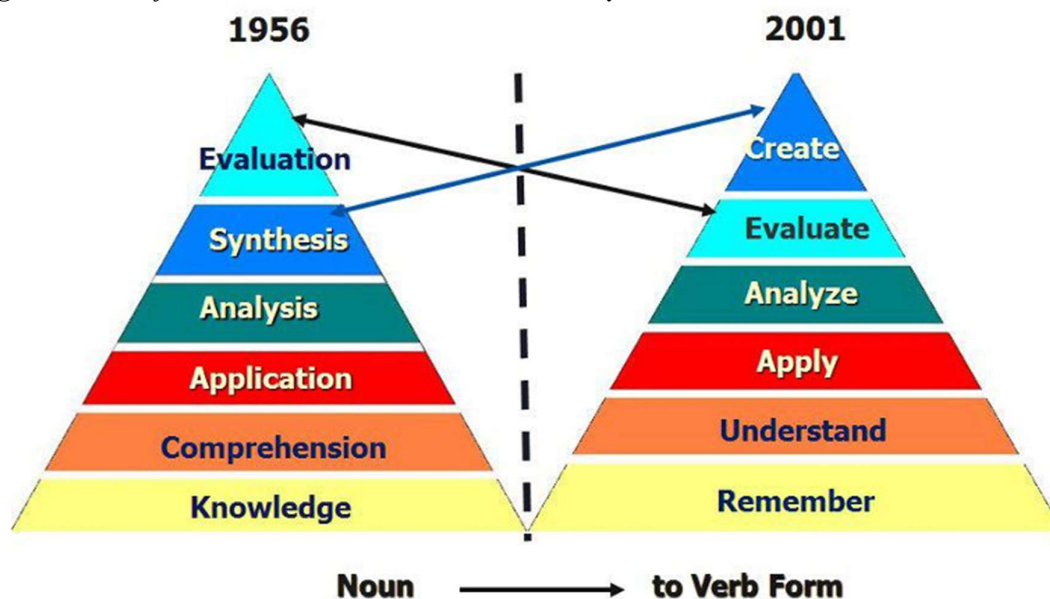 1956
2001
Evaluation
Synthesis
Analysis
Application
Comprehension
Knowledge
Create
Evaluate
Analyze
Apply
Understand
Remember
Noun to Verb Form